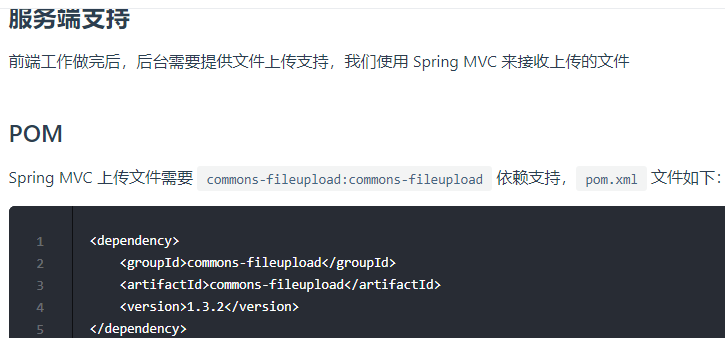 服务端支持
前端工作做完后，后台需要提供文件上传支持，我们使用 Spring MVC 来接收上传的文件
POM
Spring MVC 上传文件需要 commons-fileupload:commons-fileupload 依赖支持， pom.xml 文件如下：
1 <dependency>
2     <groupId>commons-fileupload</groupId>
3     <artifactId>commons-fileupload</artifactId>
4     <version>1.3.2</version>
5 </dependency>